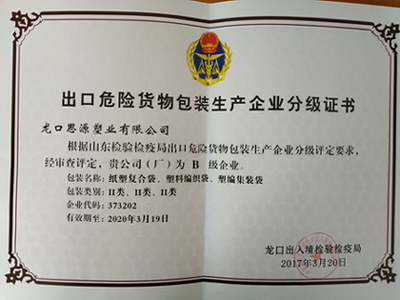 出口危险货物包装生产企业分级证书
龙口恩源塑业有限公司
根据山东检验检疫局出口危险货物包装生产企业分级评定要求，
经审查评定，贵公司（厂）为 B 级企业。
包装名称：纸塑复合袋、塑料编织袋、塑编集装袋
包装类别：II类、II类、II类
企业代码：373202
有效期至：2020年3月19日
龙口出入境检验检疫局
2017年3月20日